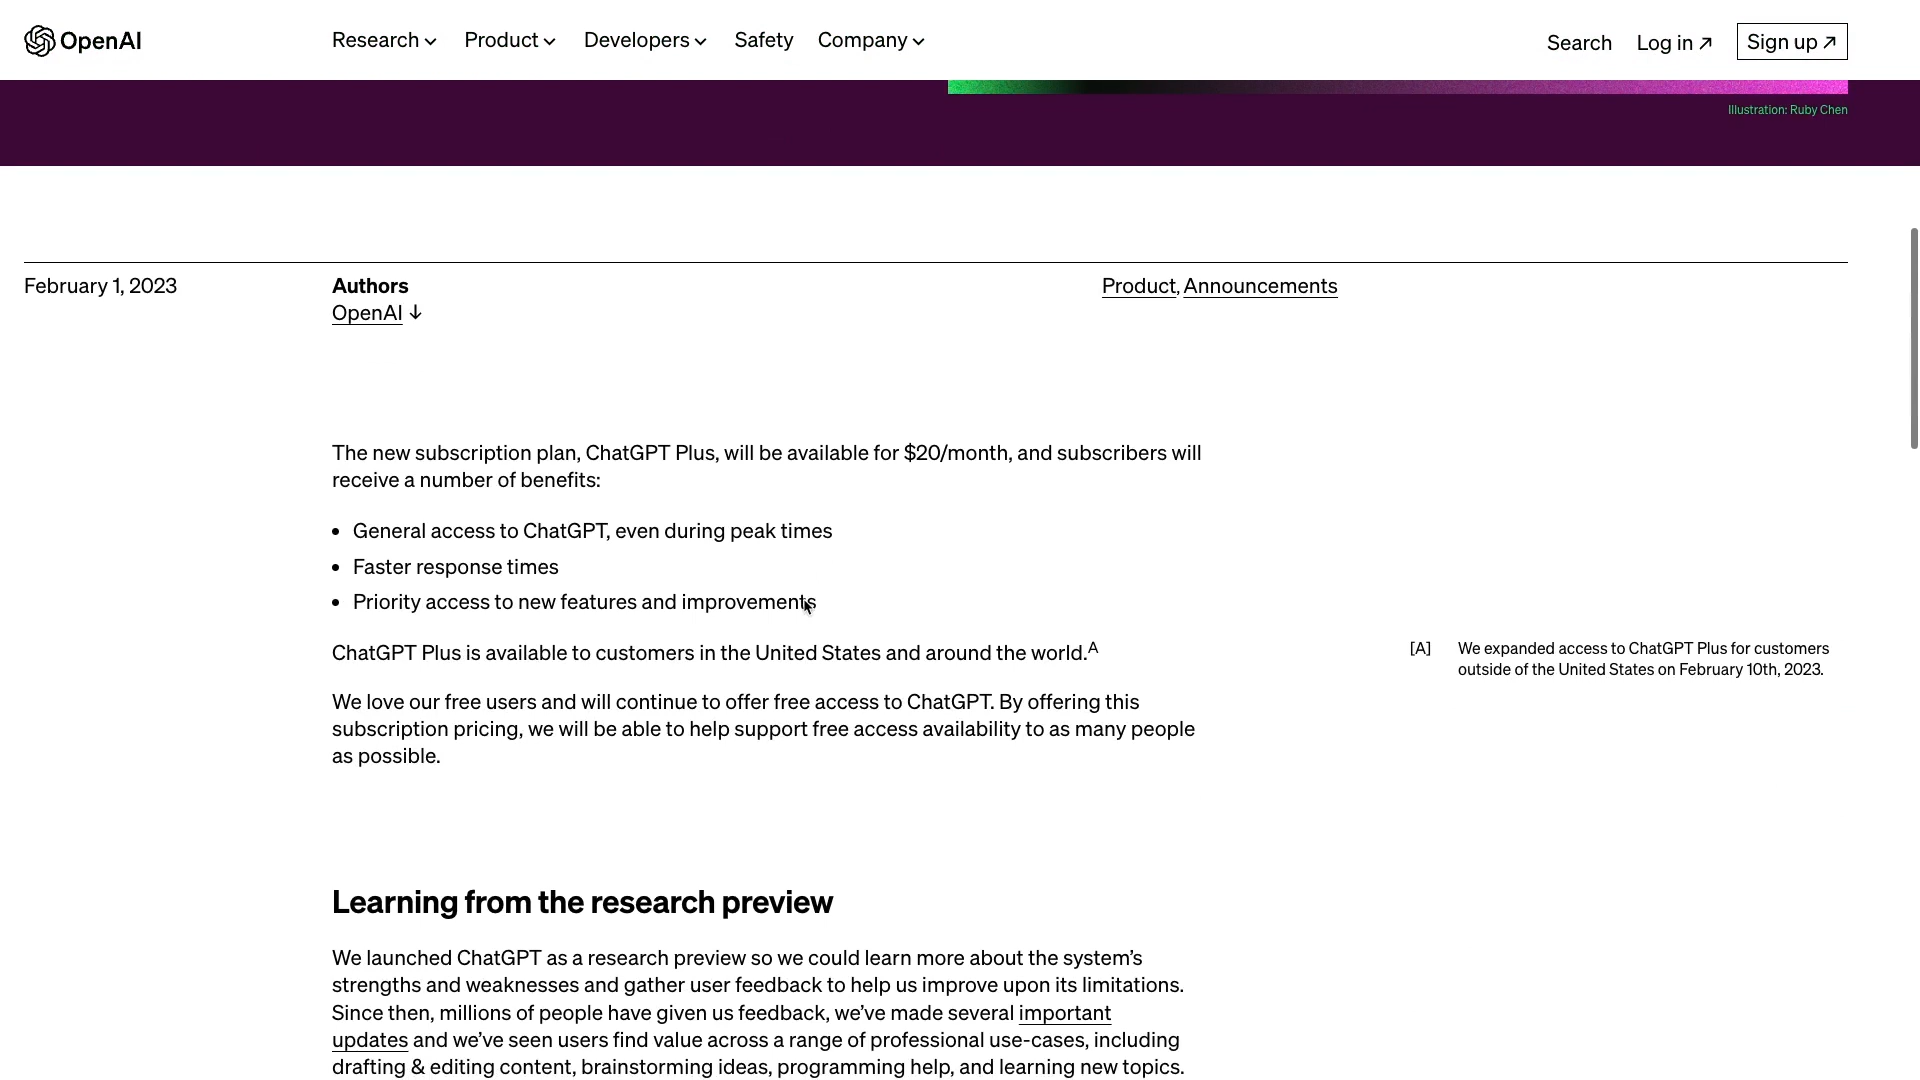 OpenAI
Research
Product
Developers
Safety
Company
Search
Log in
Sign up
Illustration: Ruby Chen
February 1, 2023
Authors
OpenAI ↓
Product, Announcements
The new subscription plan, ChatGPT Plus, will be available for $20/month, and subscribers will
receive a number of benefits:
• General access to ChatGPT, even during peak times
• Faster response times
• Priority access to new features and improvements
ChatGPT Plus is available to customers in the United States and around the world.A
[A] We expanded access to ChatGPT Plus for customers
outside of the United States on February 10th, 2023.
We love our free users and will continue to offer free access to ChatGPT. By offering this
subscription pricing, we will be able to help support free access availability to as many people
as possible.
Learning from the research preview
We launched ChatGPT as a research preview so we could learn more about the system’s
strengths and weaknesses and gather user feedback to help us improve upon its limitations.
Since then, millions of people have given us feedback, we’ve made several important
updates and we’ve seen users find value across a range of professional use-cases, including
drafting & editing content, brainstorming ideas, programming help, and learning new topics.